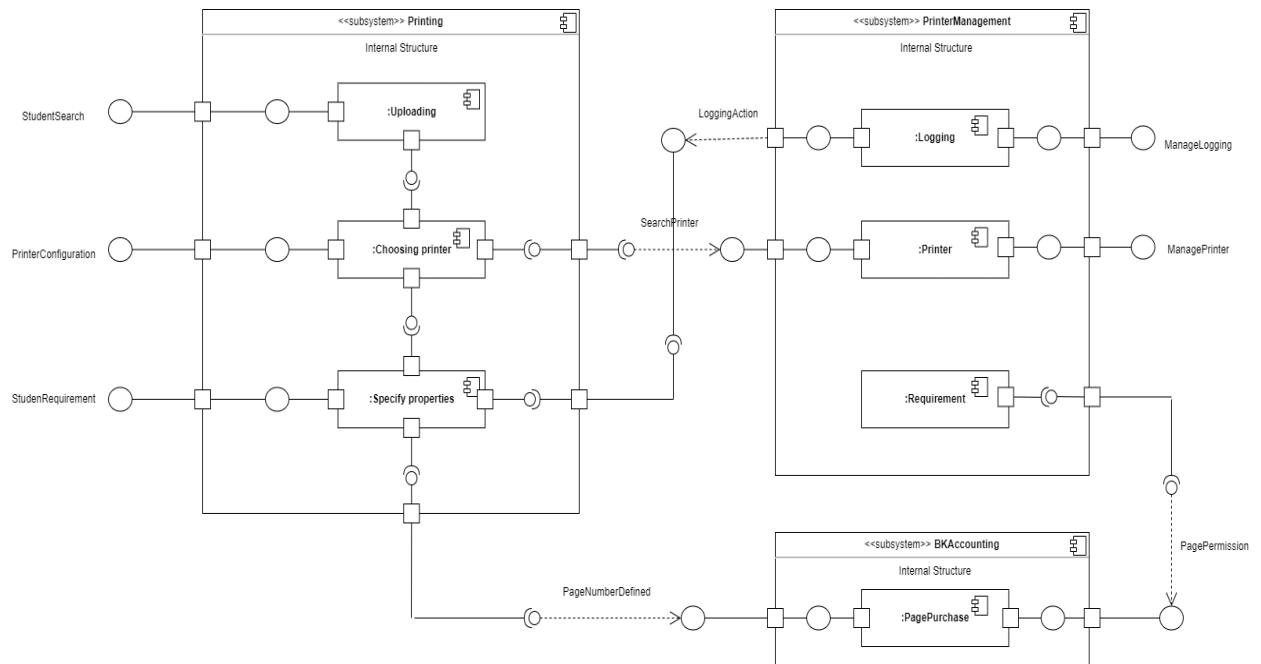 <<subsystem>> Printing
Internal Structure
<<subsystem>> PrinterManagement
Internal Structure
:Uploading
StudentSearch
LoggingAction
:Logging
ManageLogging
SearchPrinter
PrinterConfiguration
:Choosing printer
:Printer
ManagePrinter
StudenRequirement
:Specify properties
:Requirement
<<subsystem>> BKAccounting
Internal Structure
PagePermission
PageNumberDefined
:PagePurchase